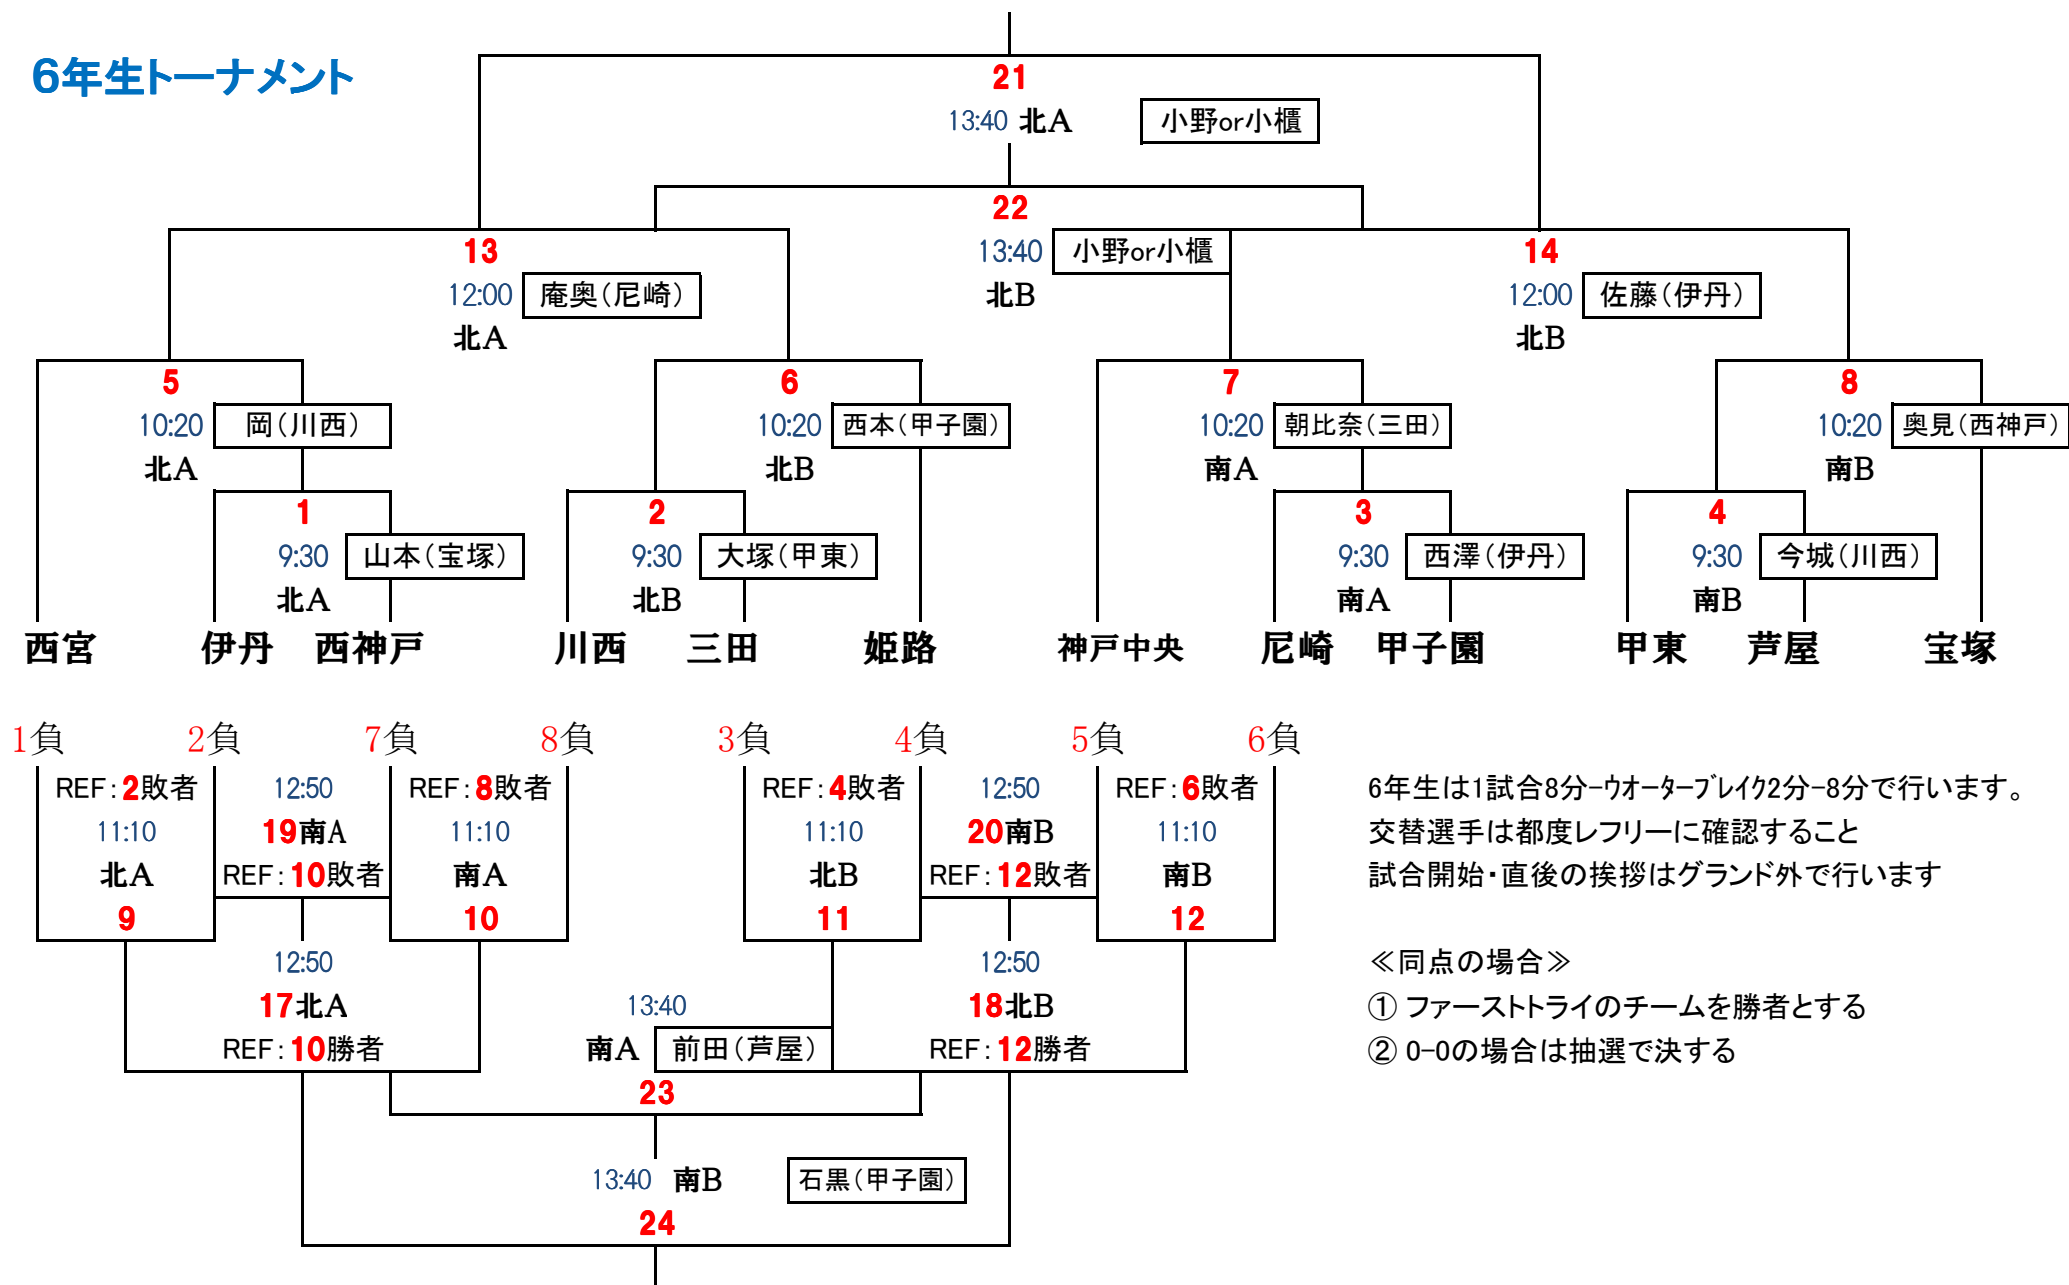 6年生トーナメント
21
13:40 北A 小野or小櫃
22
13:40 小野or小櫃
北B
13
12:00 庵奥(尼崎)
北A
14
12:00 佐藤(伊丹)
北B
5
10:20 岡(川西)
北A
6
10:20 西本(甲子園)
北B
7
10:20 朝比奈(三田)
南A
8
10:20 奥見(西神戸)
南B
1
9:30 山本(宝塚)
北A
2
9:30 大塚(甲東)
北B
3
9:30 西澤(伊丹)
南A
4
9:30 今城(川西)
南B
西宮 伊丹 西神戸 川西 三田 姫路 神戸中央 尼崎 甲子園 甲東 芦屋 宝塚
1負 2負 7負 8負 3負 4負 5負 6負
REF:2敗者
11:10
北A
9
12:50
19南A
REF:10敗者
REF:8敗者
11:10
南A
10
REF:4敗者
11:10
北B
11
12:50
20南B
REF:12敗者
REF:6敗者
11:10
南B
12
12:50
17北A
REF:10勝者
13:40
南A 前田(芦屋)
23
12:50
18北B
REF:12勝者
13:40 南B 石黒(甲子園)
24
6年生は1試合8分-ウオーターブレイク2分-8分で行います。
交替選手は都度レフリーに確認すること
試合開始・直後の挨拶はグランド外で行います
≪同点の場合≫
① ファーストトライのチームを勝者とする
② 0-0の場合は抽選で決する